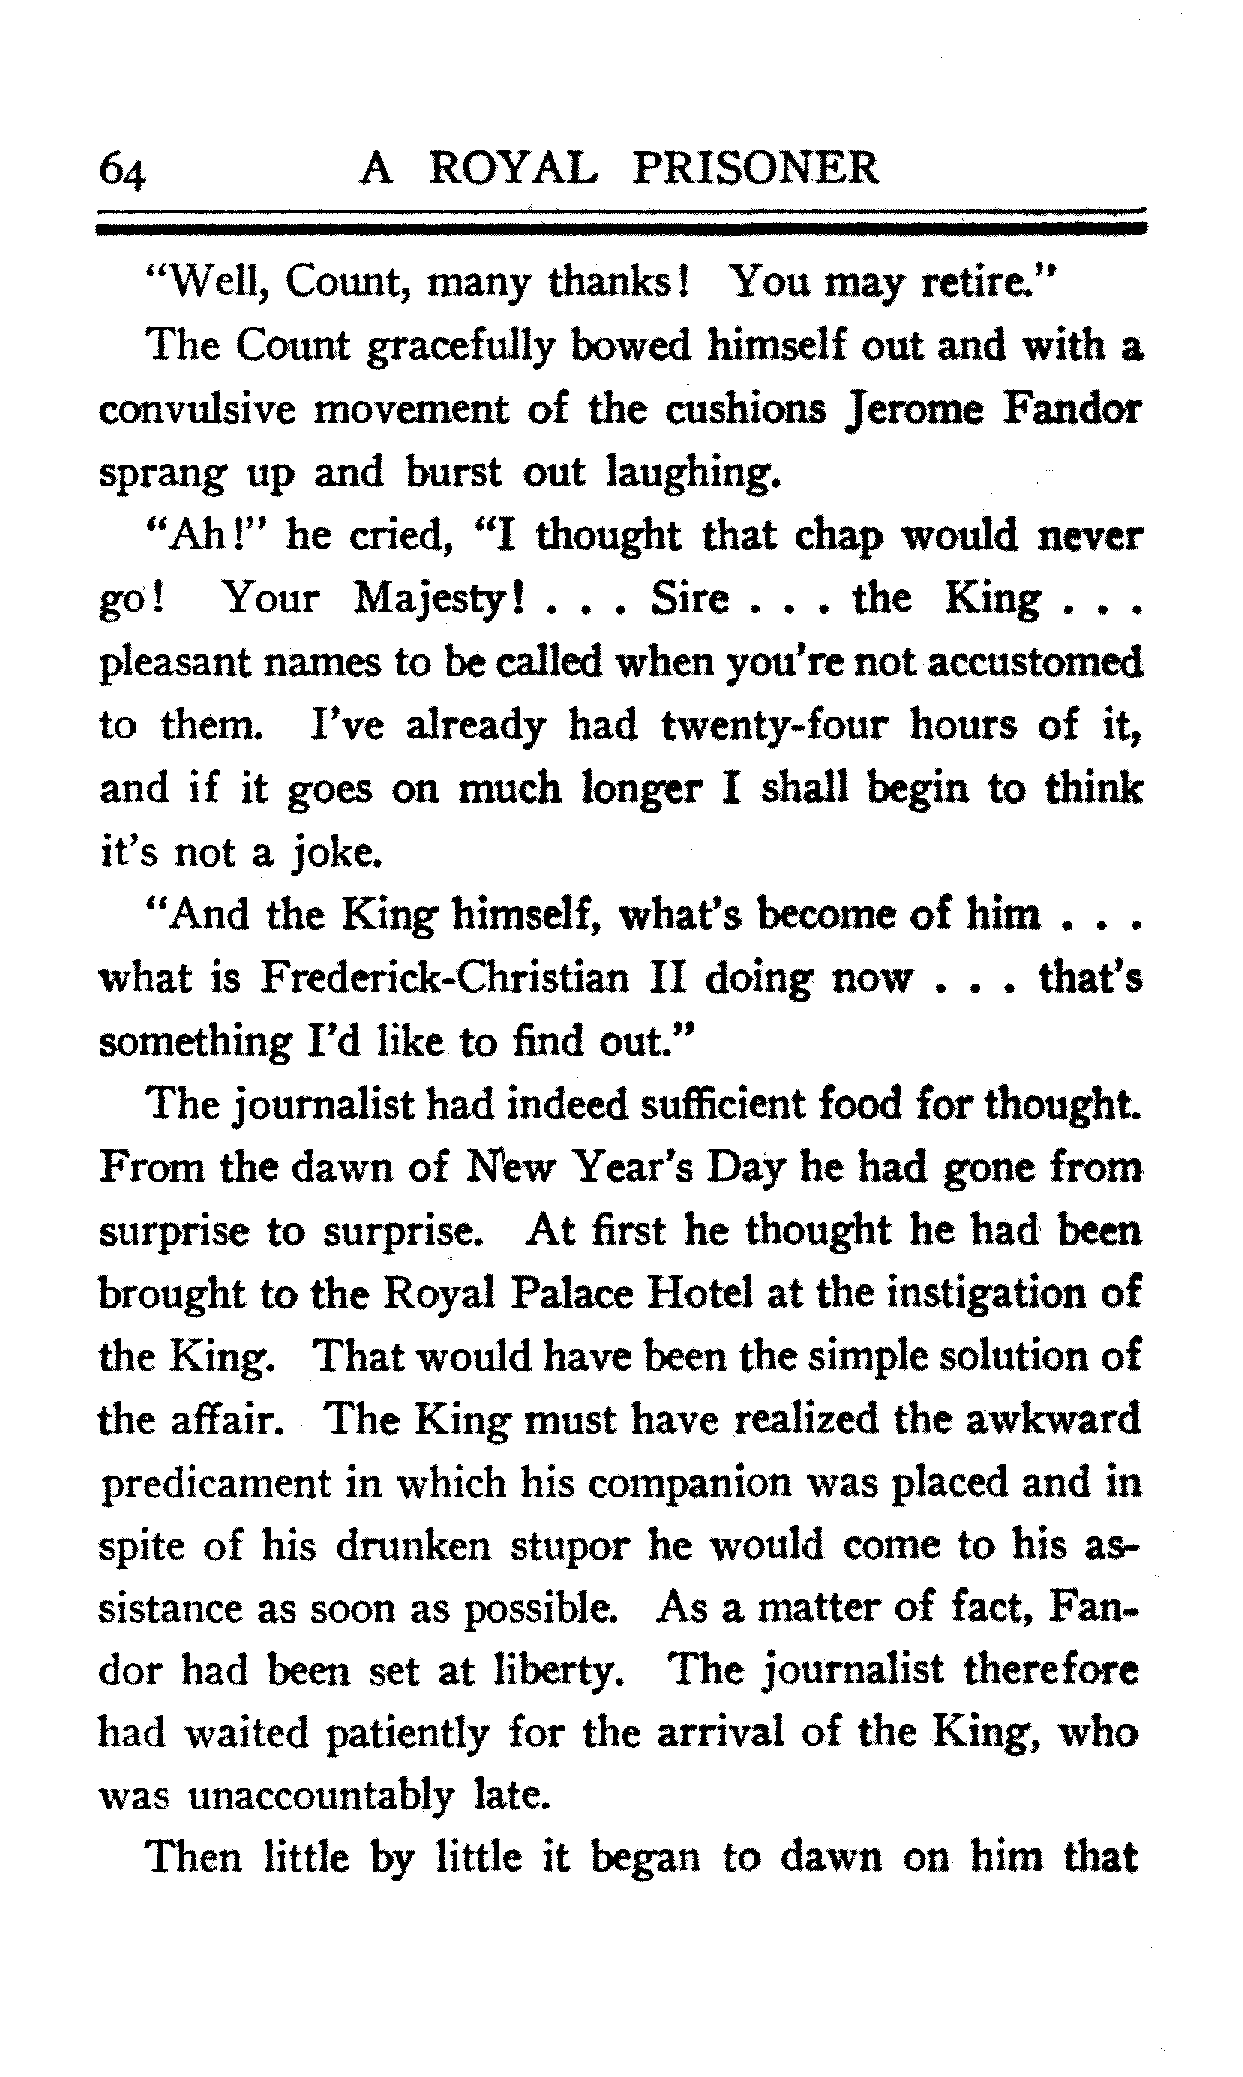 64 A ROYAL PRISONER
"Well, Count, many thanks! You may retire."
The Count gracefully bowed himself out and with a
convulsive movement of the cushions Jerome Fandor
sprang up and burst out laughing.
"Ah!" he cried, "I thought that chap would never
go! Your Majesty! . . . Sire . . . the King . . .
pleasant names to be called when you're not accustomed
to them. I've already had twenty-four hours of it,
and if it goes on much longer I shall begin to think
it's not a joke.
"And the King himself, what's become of him . . .
what is Frederick-Christian II doing now . . . that's
something I'd like to find out."
The journalist had indeed sufficient food for thought.
From the dawn of New Year's Day he had gone from
surprise to surprise. At first he thought he had been
brought to the Royal Palace Hotel at the instigation of
the King. That would have been the simple solution of
the affair. The King must have realized the awkward
predicament in which his companion was placed and in
spite of his drunken stupor he would come to his as-
sistance as soon as possible. As a matter of fact, Fan-
dor had been set at liberty. The journalist therefore
had waited patiently for the arrival of the King, who
was unaccountably late.
Then little by little it began to dawn on him that